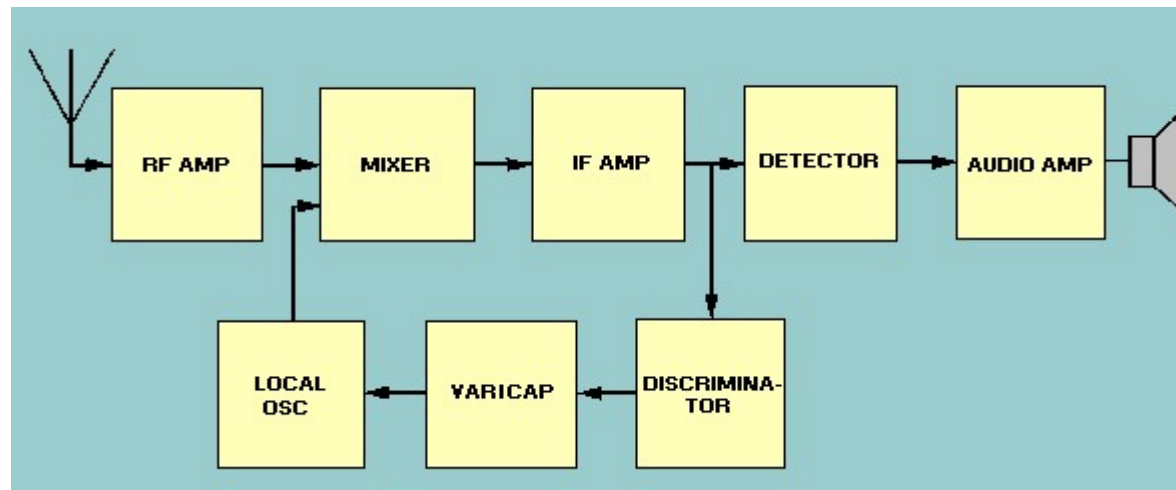 RF AMP
MIXER
IF AMP
DETECTOR
AUDIO AMP
LOCAL
OSC
VARICAP
DISCRIMINA-
TOR